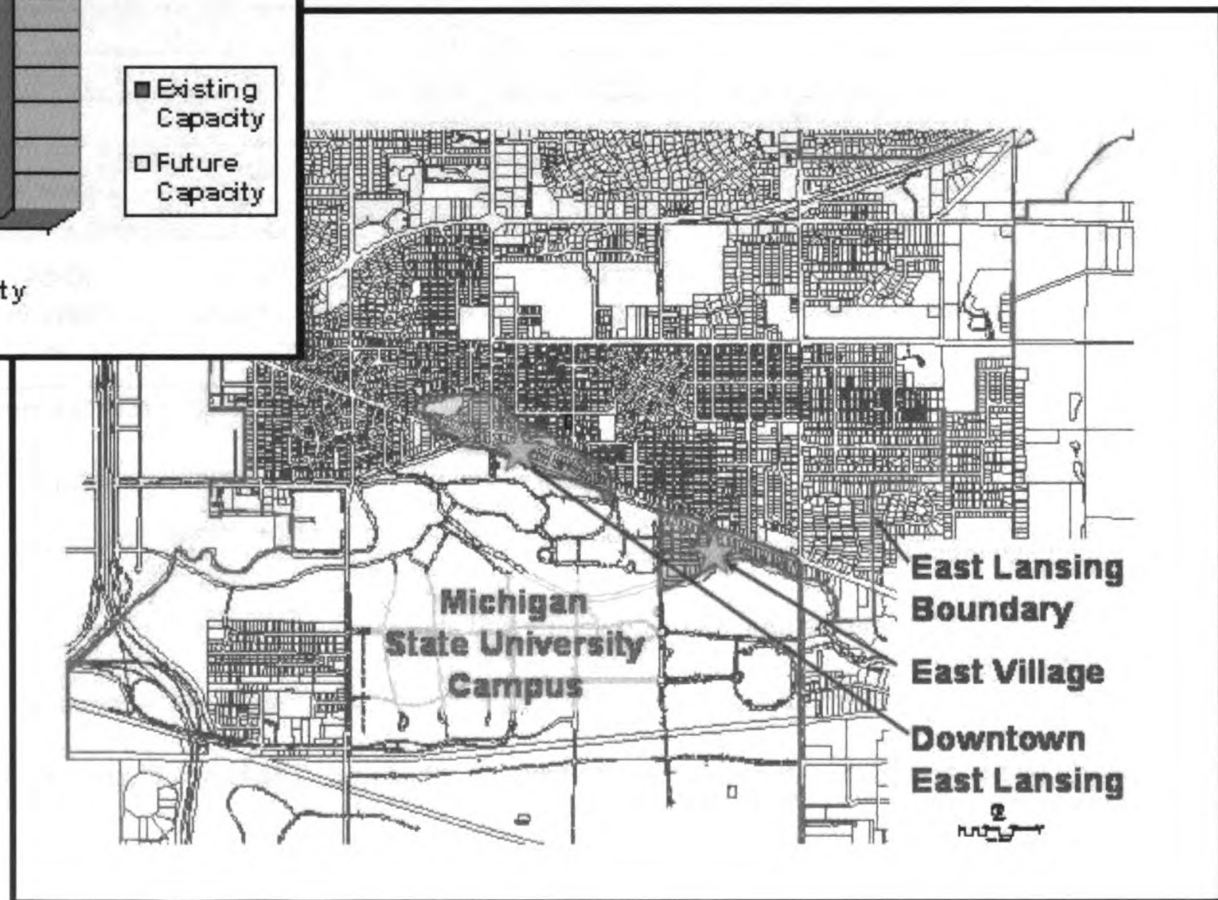 Existing
Capacity
Future
Capacity
ty
Michigan
State University
Campus
East Lansing
Boundary
East Village
Downtown
East Lansing